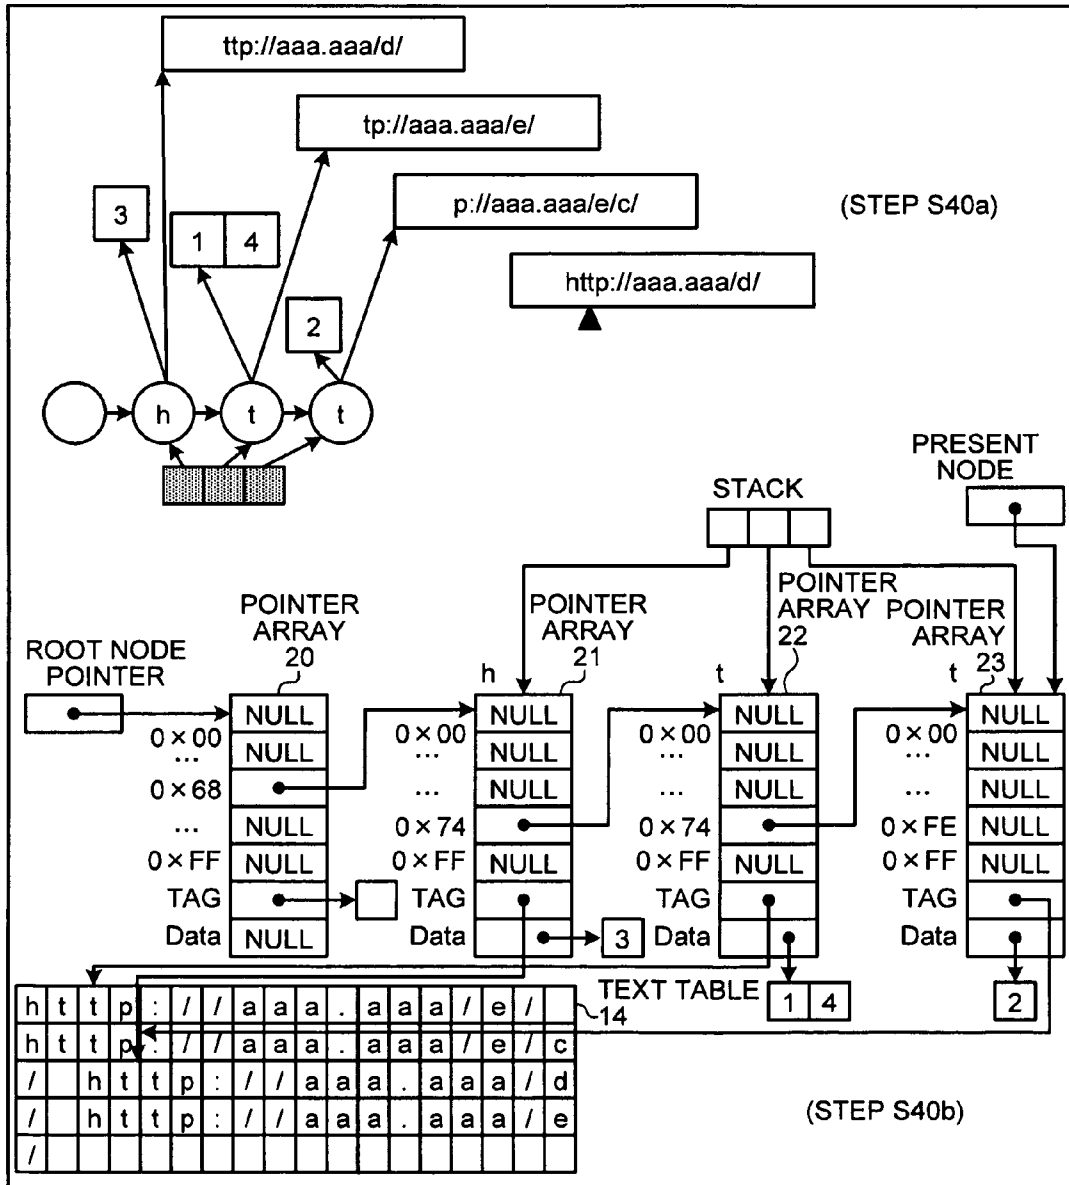 ttp://aaa.aaa/d/
tp://aaa.aaa/e/
p://aaa.aaa/e/c/
(STEP S40a)
3
1 4
http://aaa.aaa/d/
2
h t t
PRESENT
NODE
STACK
POINTER
ARRAY
22
POINTER
ARRAY
20
POINTER
ARRAY
21
POINTER
ARRAY
23
ROOT NODE
POINTER
h t t
NULL NULL NULL NULL
0×00 0×00 0×00 0×00
... NULL ... NULL ... NULL ... NULL
0×68 ... NULL ... NULL ... NULL
... NULL 0×74 0×74 0×FE NULL
0×FF NULL 0×FF NULL 0×FF NULL 0×FF NULL
TAG TAG TAG TAG
Data NULL Data 3 Data Data
TEXT TABLE
14
1 4
2
h t t p : / / a a a . a a a / e /
h t t p : / / a a a . a a a / e / c
/ h t t p : / / a a a . a a a / d
/ h t t p : / / a a a . a a a / e
/
(STEP S40b)